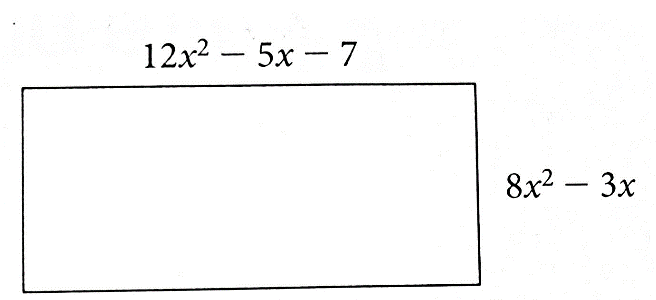 12x² − 5x − 7
8x² − 3x